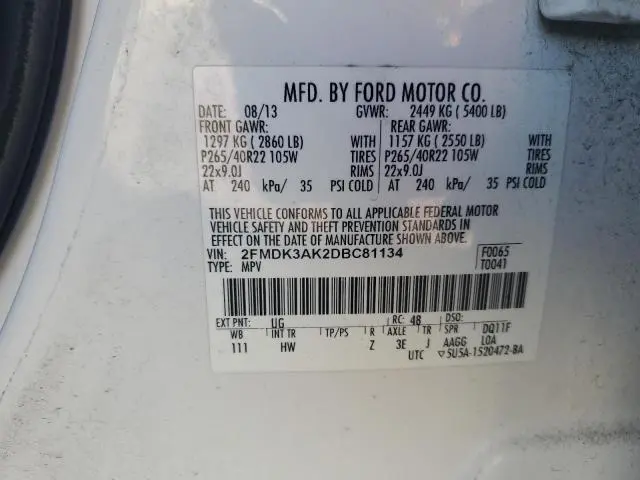 MFD. BY FORD MOTOR CO.
DATE: 08/13 GVWR: 2449 KG ( 5400 LB)
FRONT GAWR: REAR GAWR:
1297 KG ( 2860 LB) WITH 1157 KG ( 2550 LB) WITH
P265/40R22 105W TIRES P265/40R22 105W TIRES
22x9.0J RIMS 22x9.0J RIMS
AT 240 kPa/ 35 PSI COLD AT 240 kPa/ 35 PSI COLD
THIS VEHICLE CONFORMS TO ALL APPLICABLE FEDERAL MOTOR
VEHICLE SAFETY AND THEFT PREVENTION STANDARDS IN
EFFECT ON THE DATE OF MANUFACTURE SHOWN ABOVE.
VIN: 2FMDK3AK2DBC81134 F0065
TYPE: MPV T0041
EXT PNT: UG RC: 48 DSO:
WB INT TR TP/PS R AXLE TR SPR DQ11F
111 HW Z 3E J AAGG LOA
UTC ▽5U5A-1520472-BA